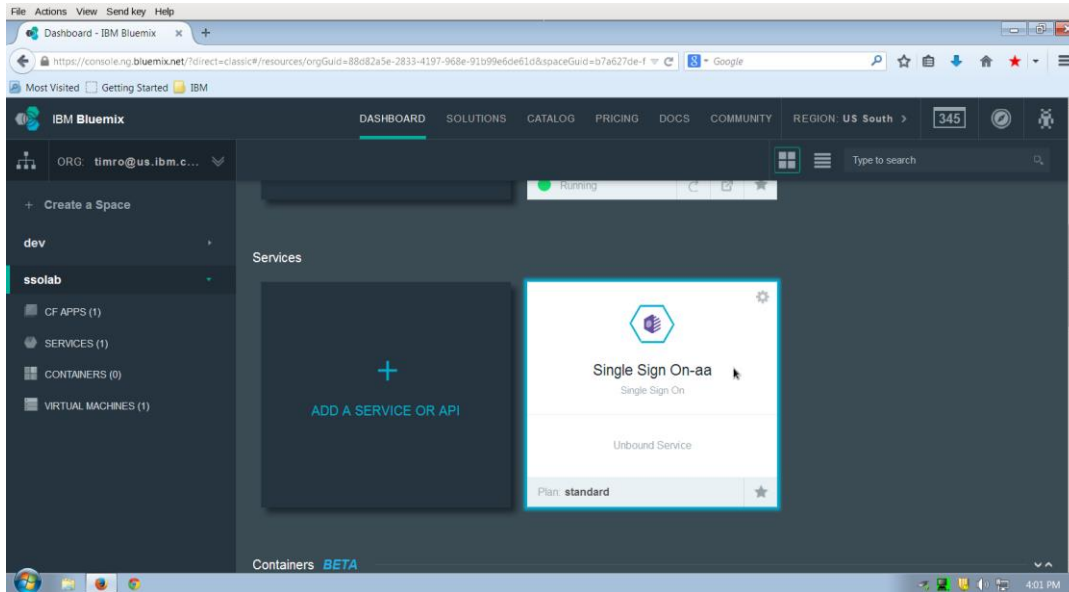 File Actions View Send key Help
Dashboard - IBM Bluemix × +
https://console.ng.bluemix.net/?direct=classic#/resources/orgGuid=88d82a5e-2833-4197-968e-91b99e6de61d&spaceGuid=b7a627de-f
8 Google
Most Visited Getting Started IBM
IBM Bluemix DASHBOARD SOLUTIONS CATALOG PRICING DOCS COMMUNITY REGION: US South > 345
ORG: timro@us.ibm.c... Type to search
Running
+ Create a Space
dev
Services
ssolab
CF APPS (1)
SERVICES (1)
CONTAINERS (0)
VIRTUAL MACHINES (1)
+
ADD A SERVICE OR API
Single Sign On-aa
Single Sign On
Unbound Service
Plan: standard
Containers BETA
4:01 PM